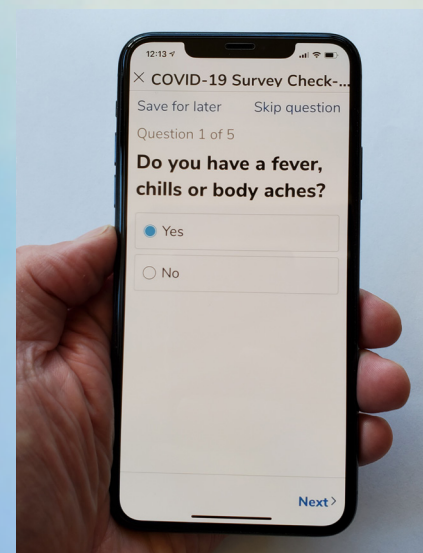 12:13
COVID-19 Survey Check-...
Save for later Skip question
Question 1 of 5
Do you have a fever,
chills or body aches?
Yes
No
Next